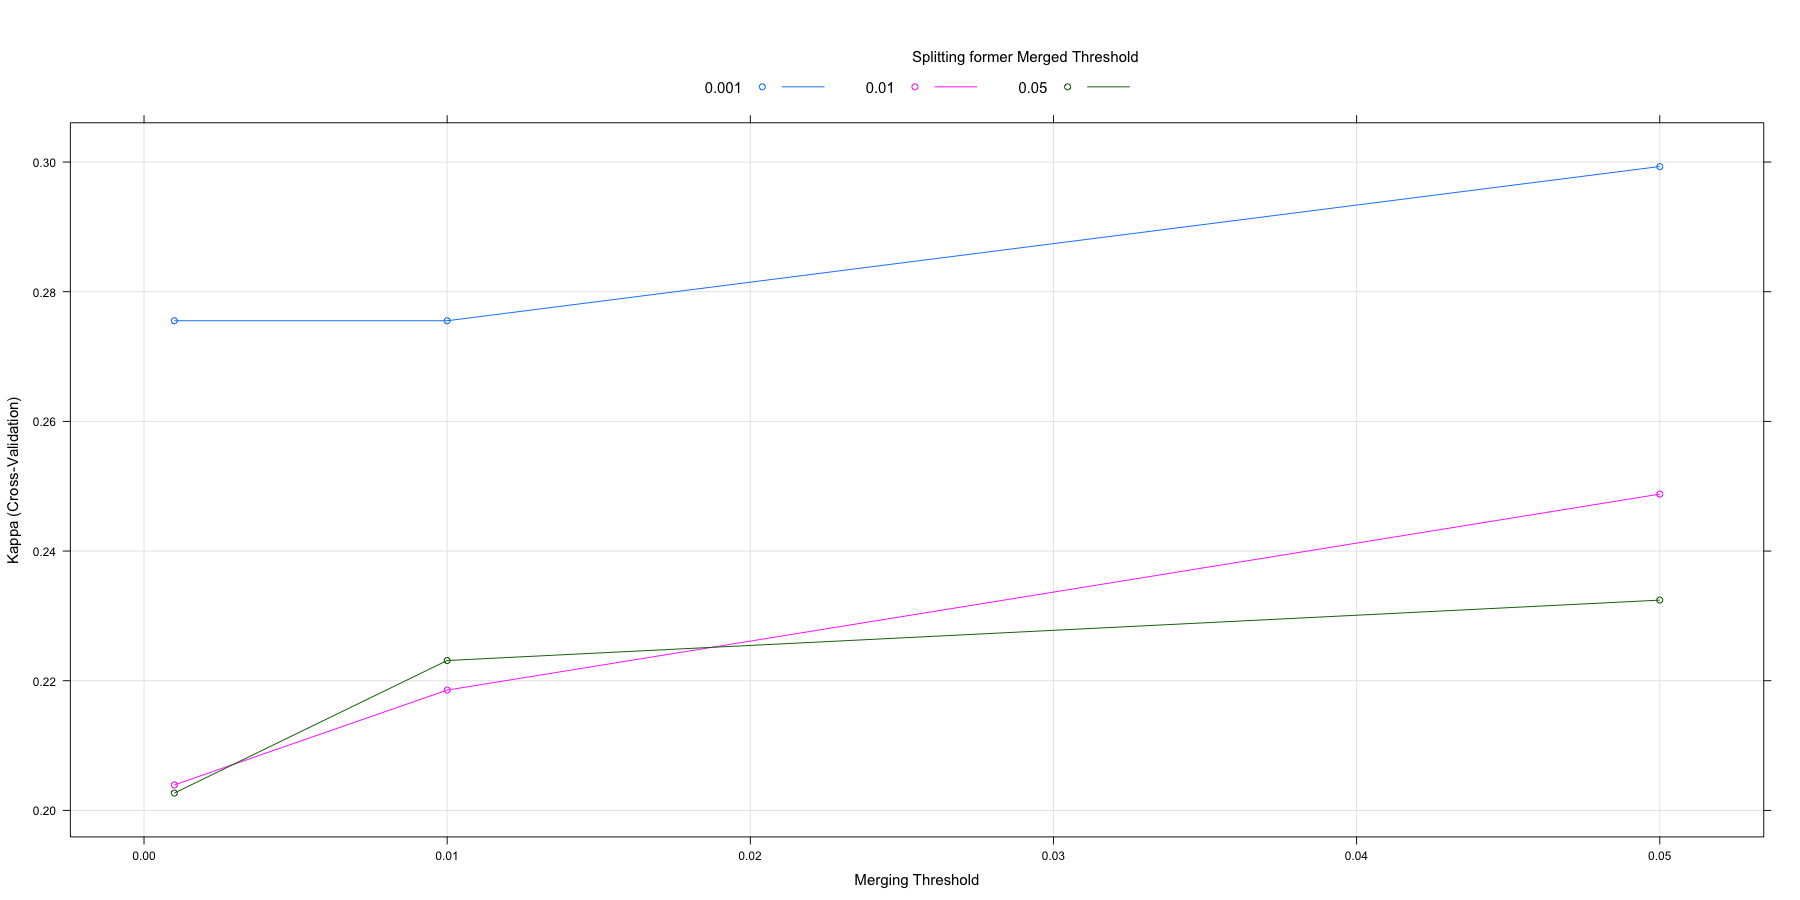 Splitting former Merged Threshold
0.001 0.01 0.05
0.30
0.28
0.26
0.24
0.22
0.20
Kappa (Cross-Validation)
0.00 0.01 0.02 0.03 0.04 0.05
Merging Threshold